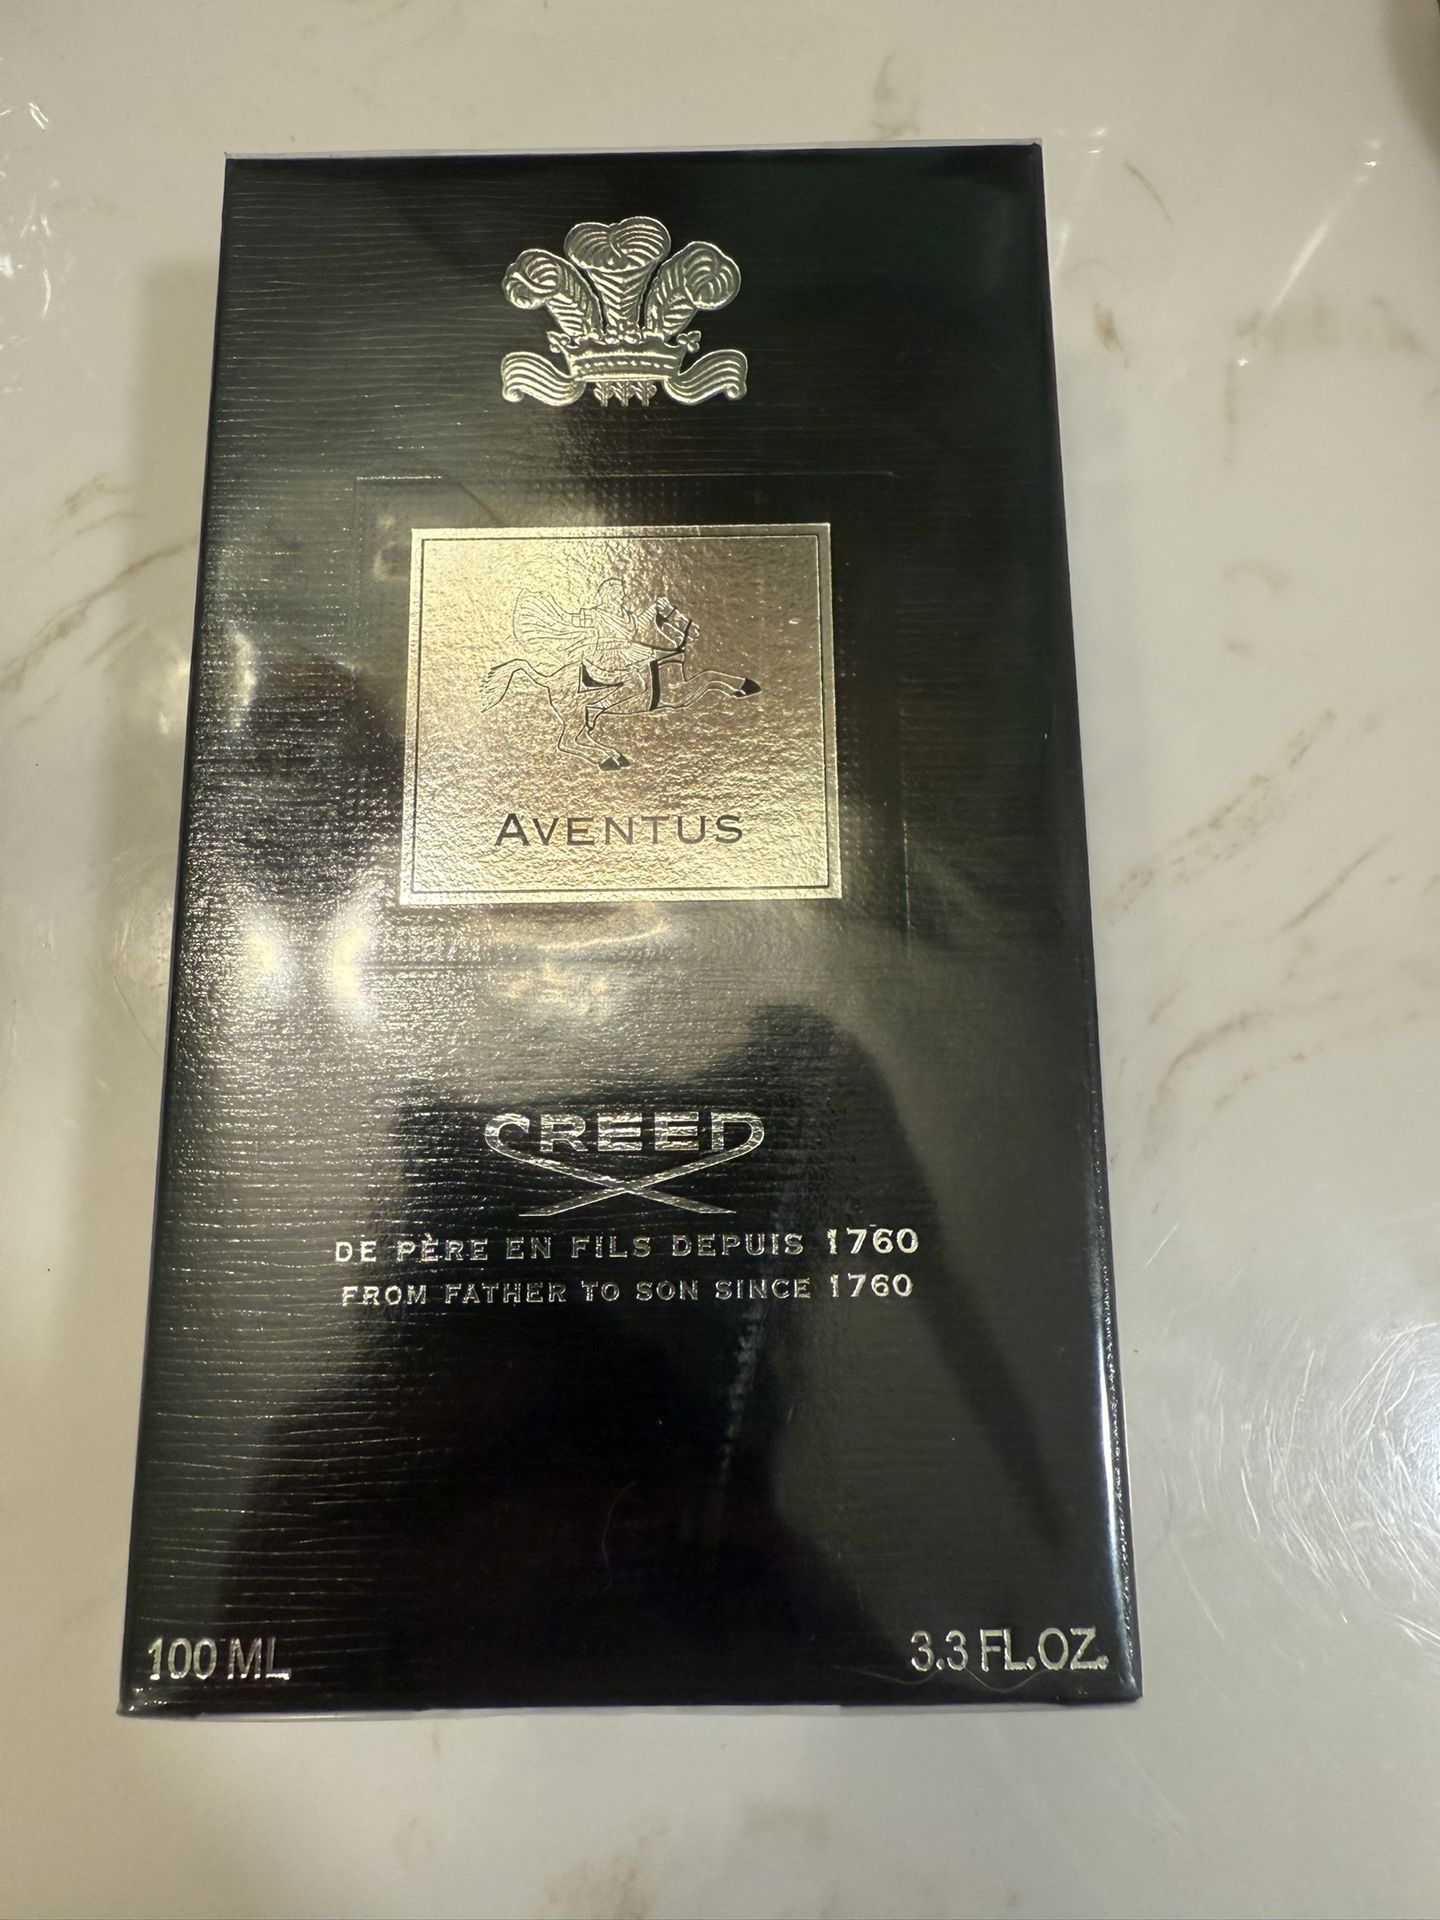 AVENTUS
CREED
DE PÈRE EN FILS DEPUIS 1760
FROM FATHER TO SON SINCE 1760
100 ML 3.3 FL.OZ.